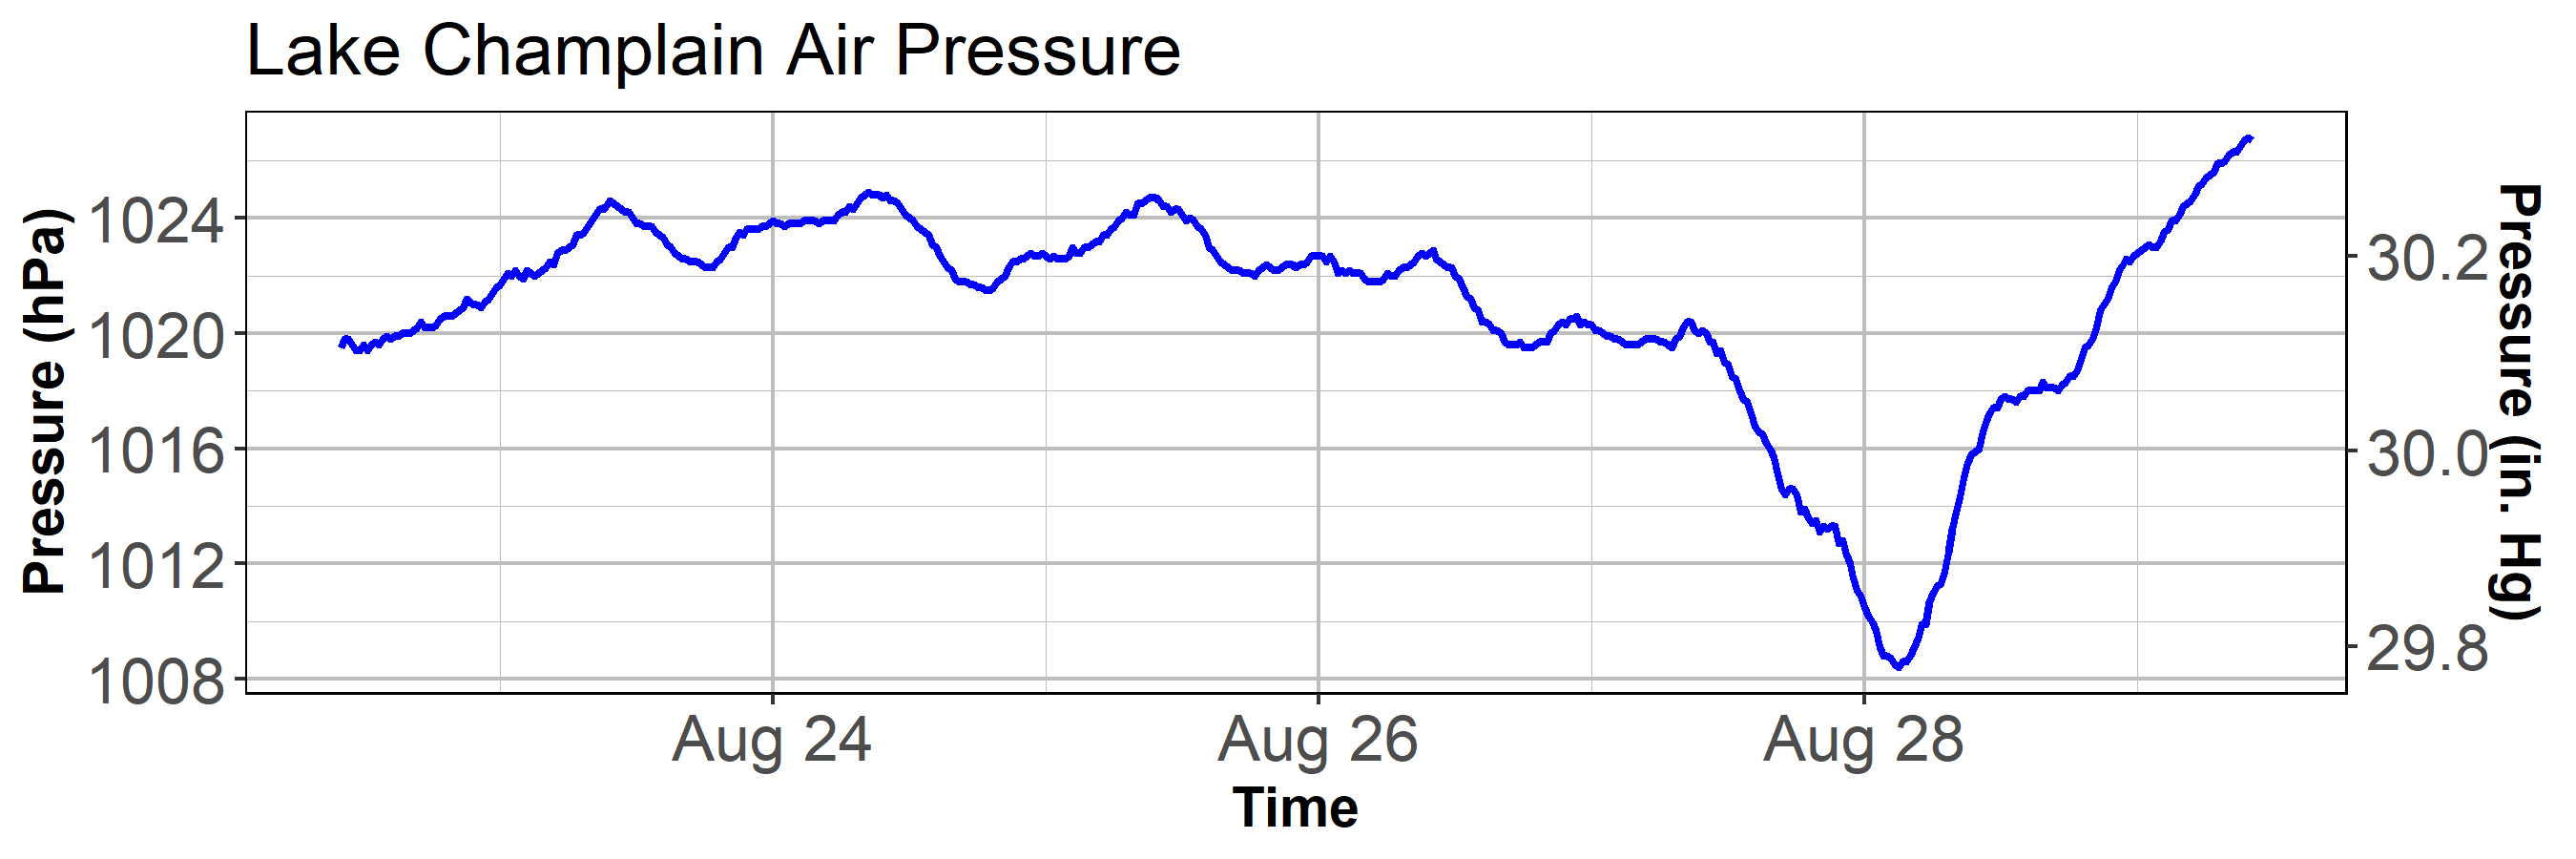 Lake Champlain Air Pressure
Pressure (hPa)
1024
1020
1016
1012
1008
30.2
30.0
29.8
Pressure (in. Hg)
Aug 24 Aug 26 Aug 28
Time